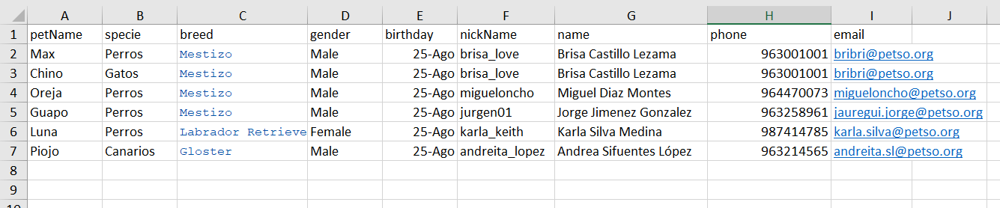 A B C D E F G H I J
1 petName specie breed gender birthday nickName name phone email
2 Max Perros Mestizo Male 25-Ago brisa_love Brisa Castillo Lezama 963001001 bribri@petso.org
3 Chino Gatos Mestizo Male 25-Ago brisa_love Brisa Castillo Lezama 963001001 bribri@petso.org
4 Oreja Perros Mestizo Male 25-Ago migueloncho Miguel Diaz Montes 964470073 migueloncho@petso.org
5 Guapo Perros Mestizo Male 25-Ago jurgen01 Jorge Jimenez Gonzalez 963258961 jauregui.jorge@petso.org
6 Luna Perros Labrador Retrieve Female 25-Ago karla_keith Karla Silva Medina 987414785 karla.silva@petso.org
7 Piojo Canarios Gloster Male 25-Ago andreita_lopez Andrea Sifuentes López 963214565 andreita.sl@petso.org
8
9
10